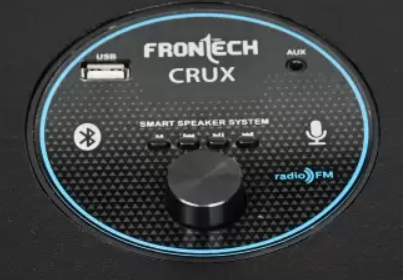 USB
FRONTECH
AUX
CRUX
SMART SPEAKER SYSTEM
radio FM